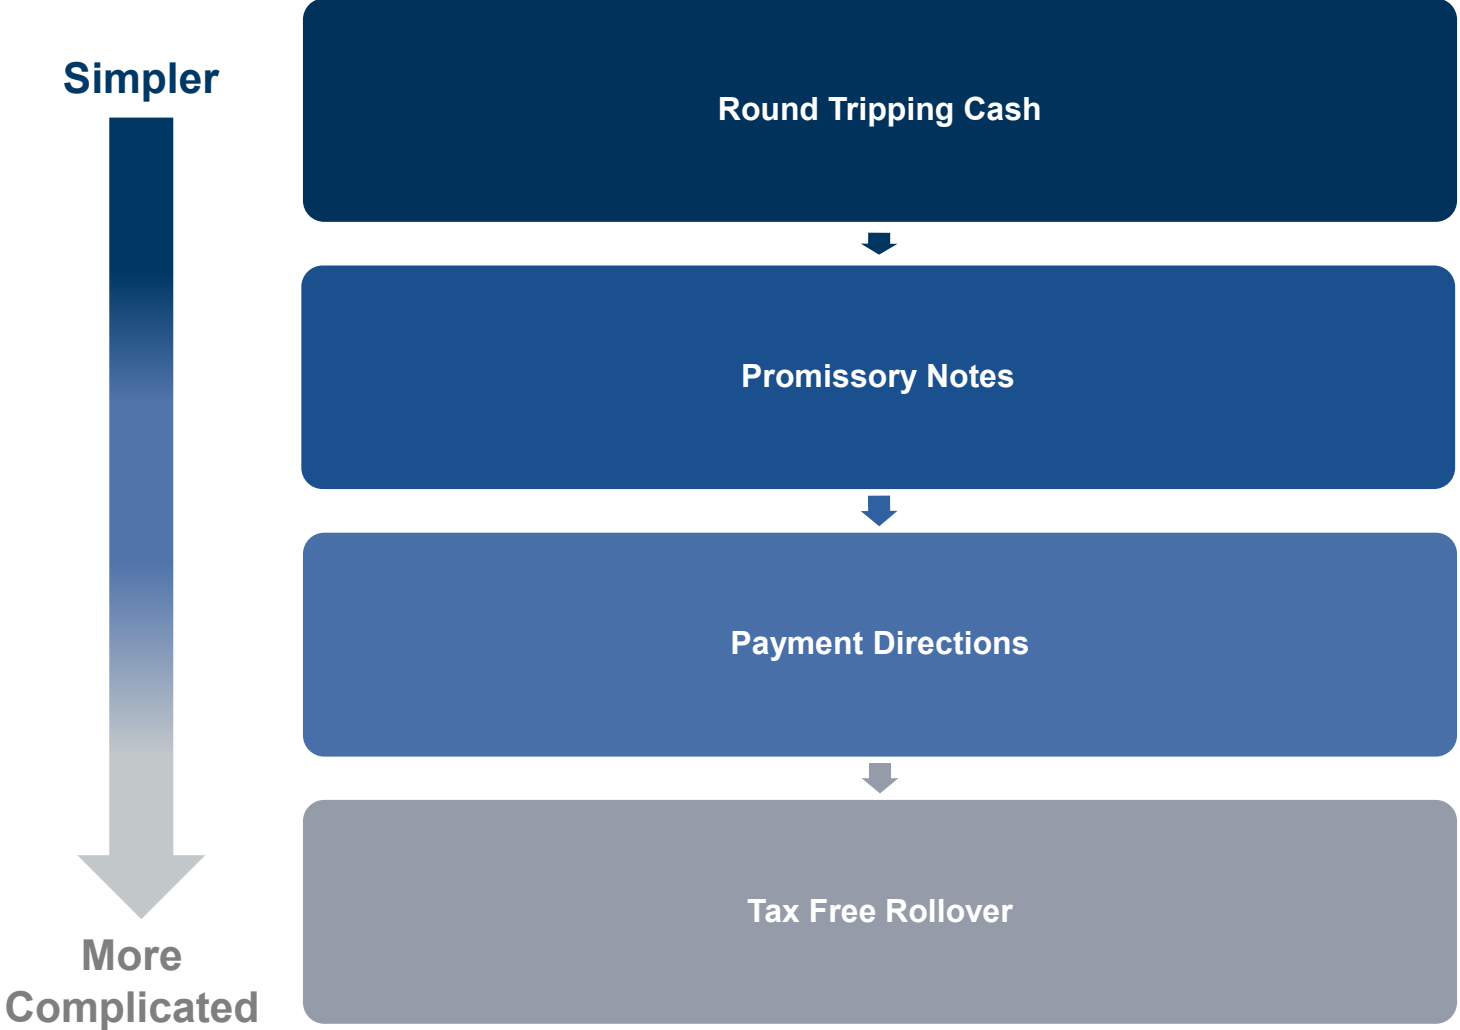 Simpler
Round Tripping Cash
Promissory Notes
Payment Directions
Tax Free Rollover
More
Complicated